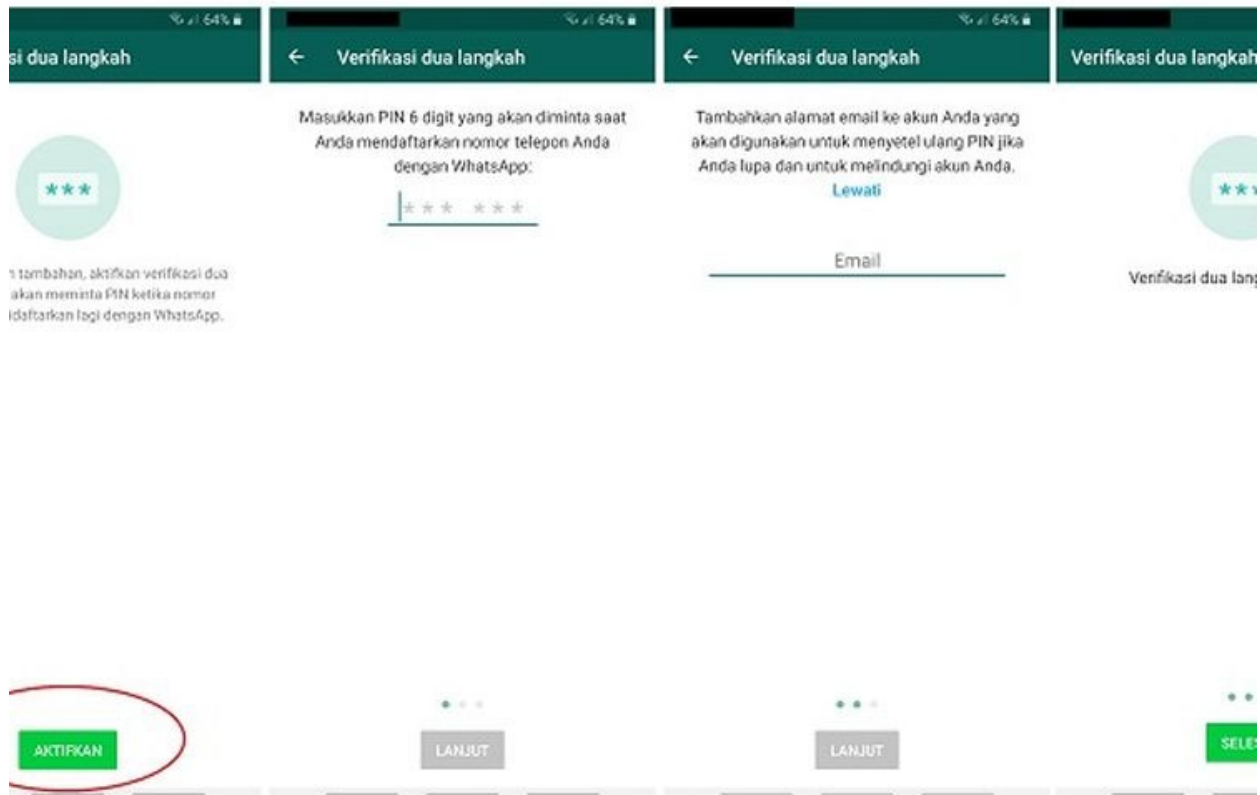 64%
si dua langkah
***
tambahan, aktifkan verifikasi dua
akan meminta PIN ketika nomor
idaftarkan lagi dengan WhatsApp.
AKTIFKAN
64%
← Verifikasi dua langkah
Masukkan PIN 6 digit yang akan diminta saat
Anda mendaftarkan nomor telepon Anda
dengan WhatsApp:
*** ***
LANJUT
64%
← Verifikasi dua langkah
Tambahkan alamat email ke akun Anda yang
akan digunakan untuk menyetel ulang PIN jika
Anda lupa dan untuk melindungi akun Anda.
Lewati
Email
LANJUT
Verifikasi dua langkah
**
Verifikasi dua lang
SELES